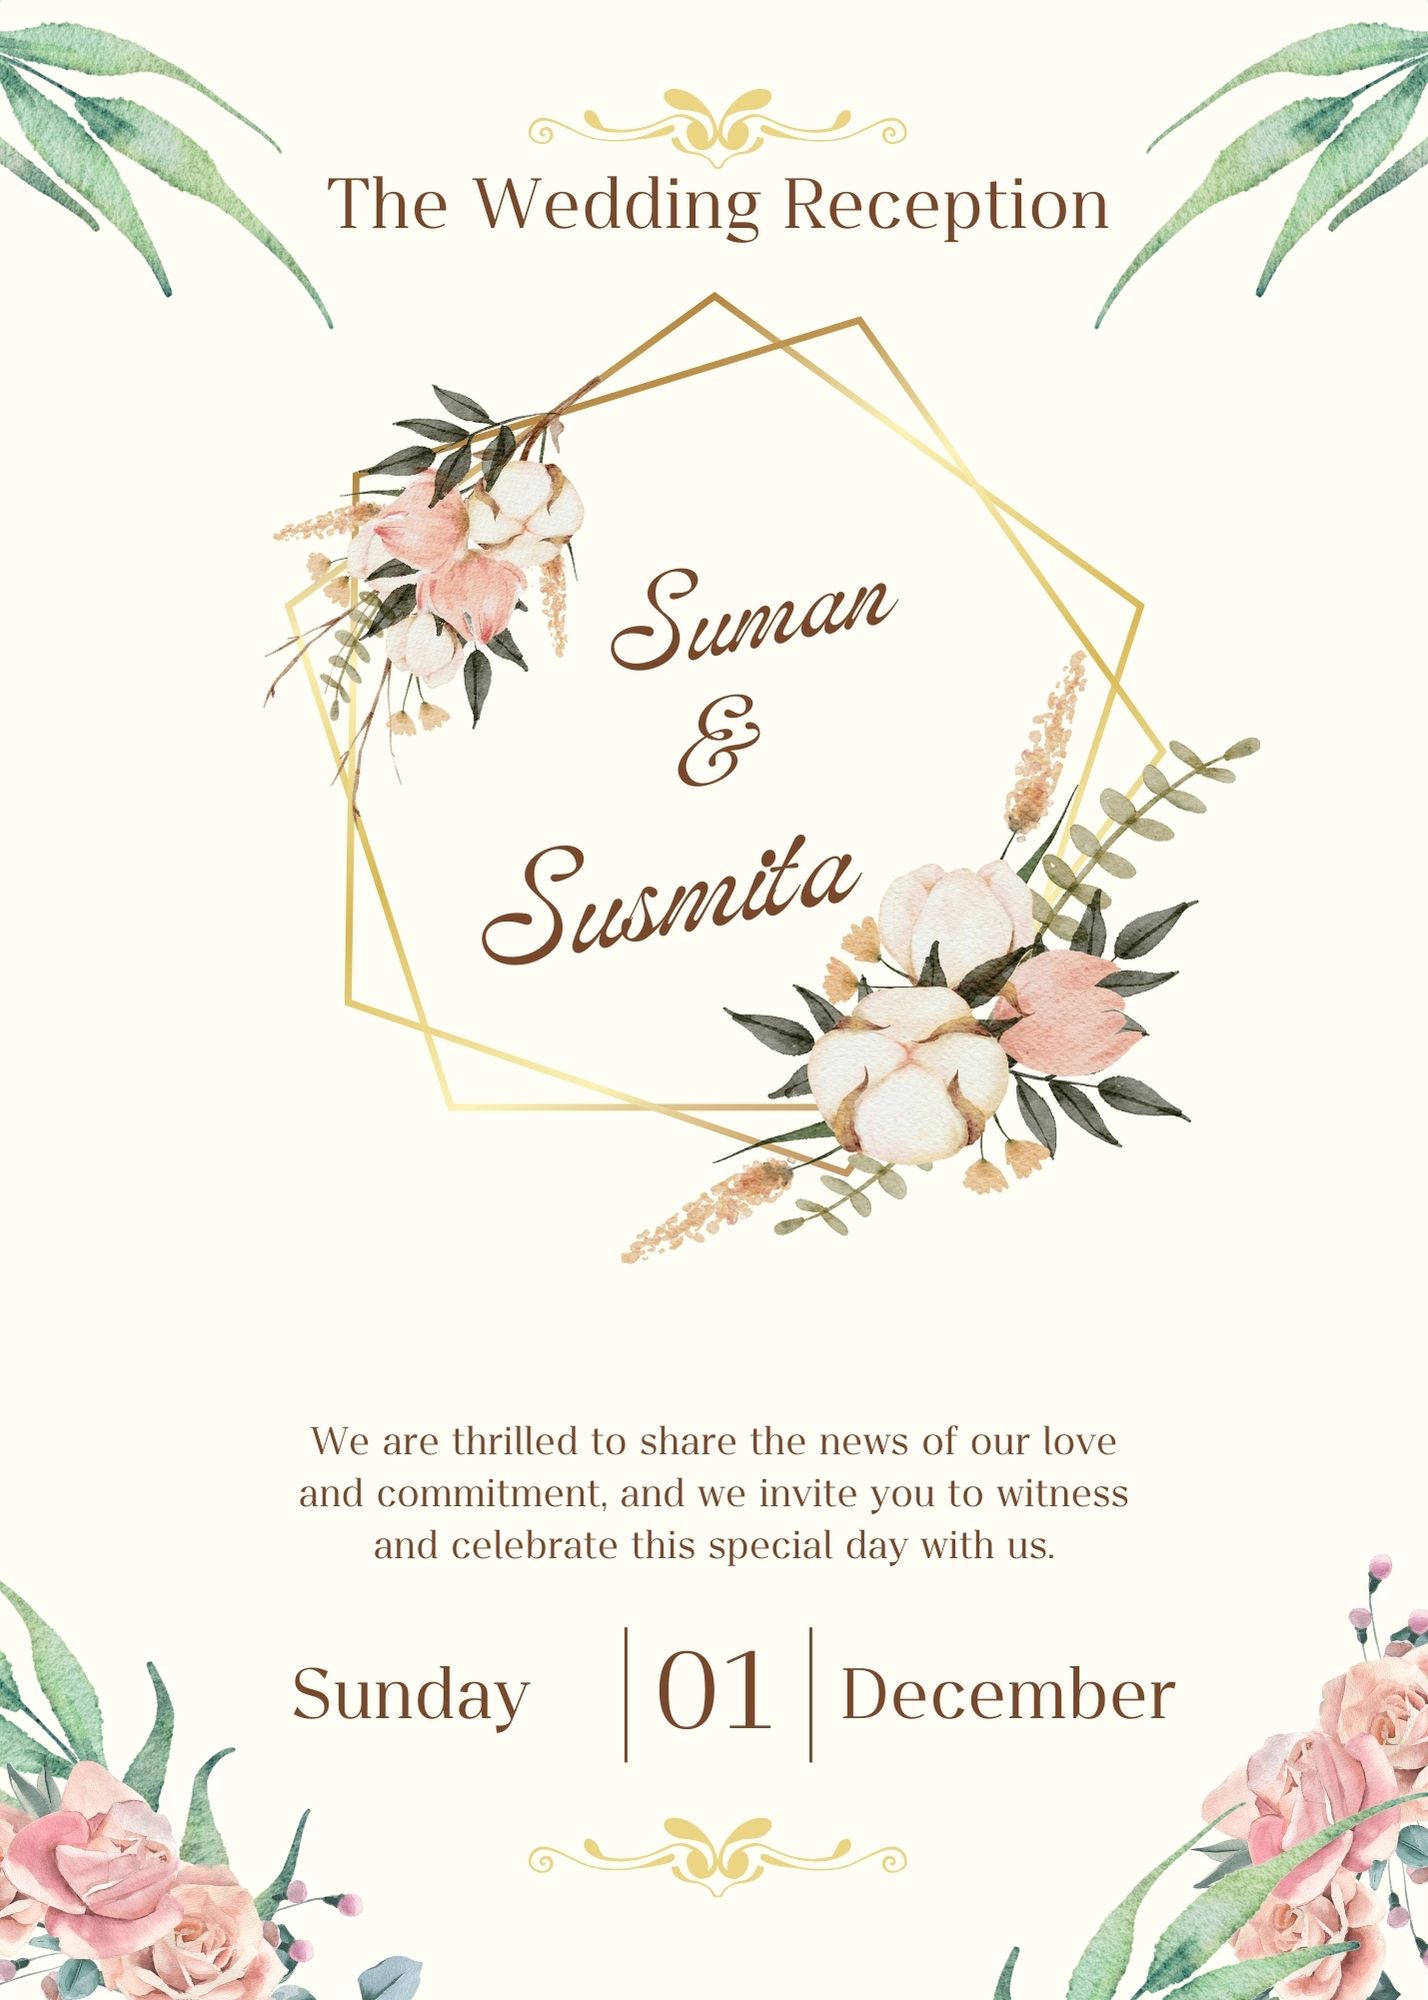 The Wedding Reception
Suman
&
Susmita
We are thrilled to share the news of our love
and commitment, and we invite you to witness
and celebrate this special day with us.
Sunday 01 December